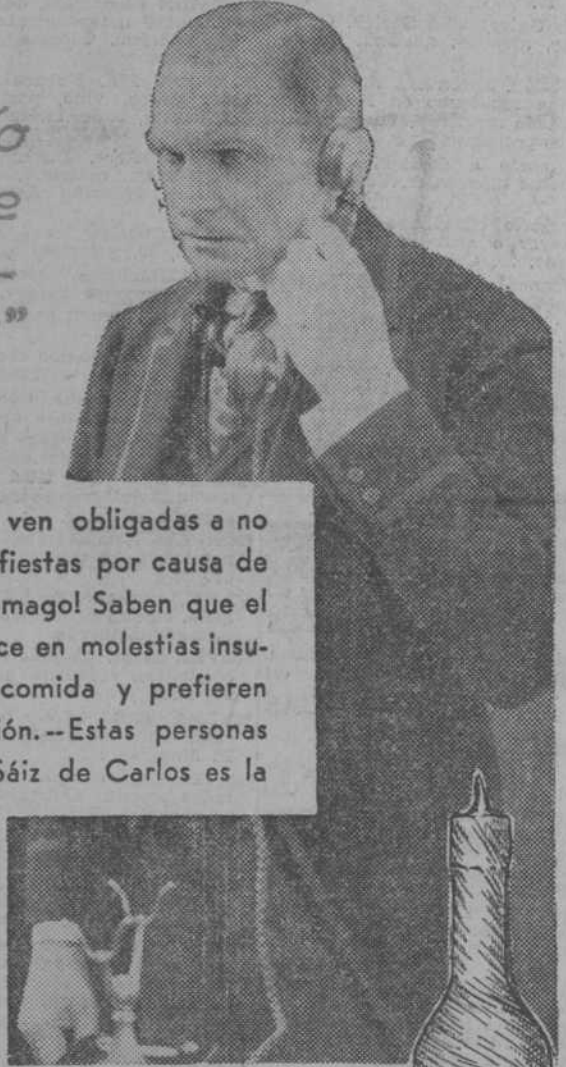 ven obligadas a no
fiestas por causa de
mago! Saben que el
ce en molestias insu-
comida y prefieren
ón.--Estas personas
Sáiz de Carlos es la